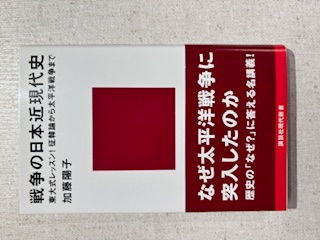 戦争の日本近現代史
東大式レッスン!征韓論から太平洋戦争まで
加藤陽子
なぜ太平洋戦争に
突入したのか
歴史の「なぜ?」に答える名講義!
講談社現代新書